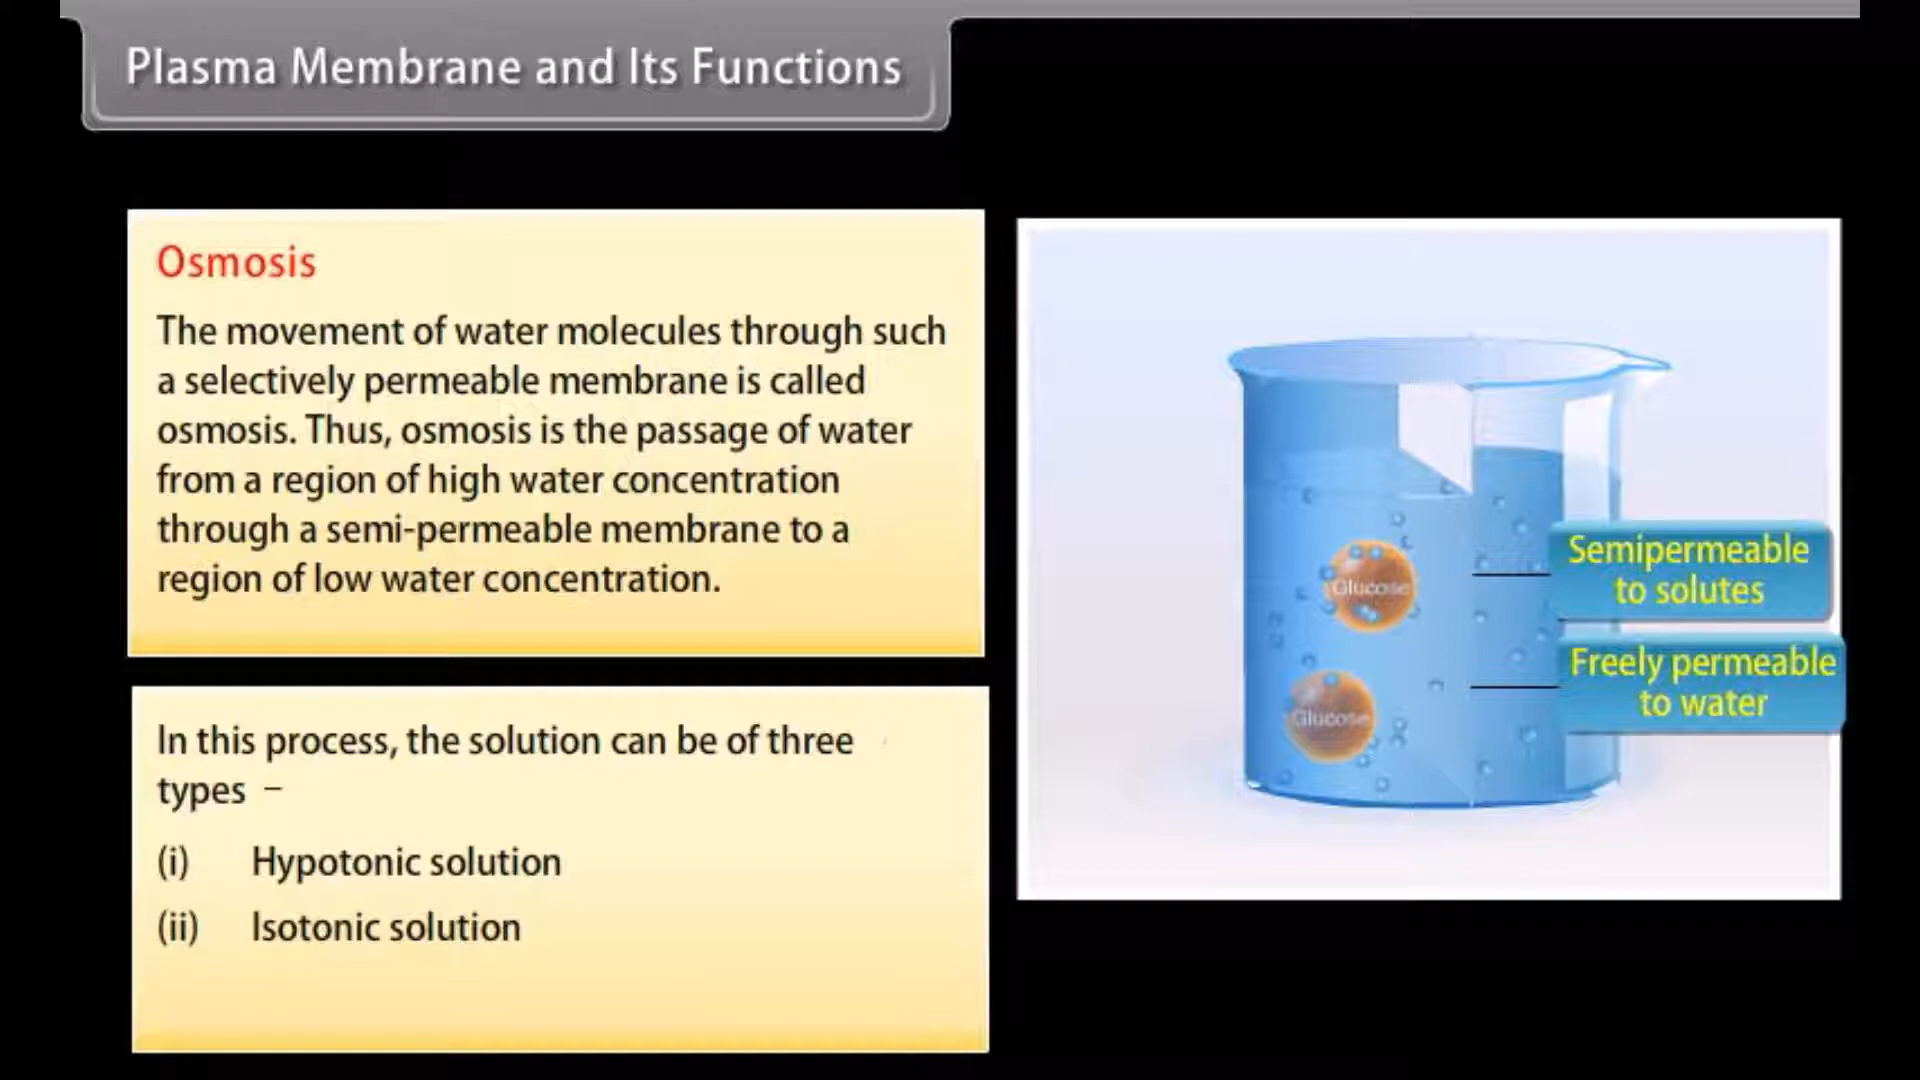 Plasma Membrane and Its Functions
Osmosis
The movement of water molecules through such
a selectively permeable membrane is called
osmosis. Thus, osmosis is the passage of water
from a region of high water concentration
through a semi-permeable membrane to a
region of low water concentration.
In this process, the solution can be of three
types –
(i) Hypotonic solution
(ii) Isotonic solution
Glucose
Glucose
Semipermeable
to solutes
Freely permeable
to water